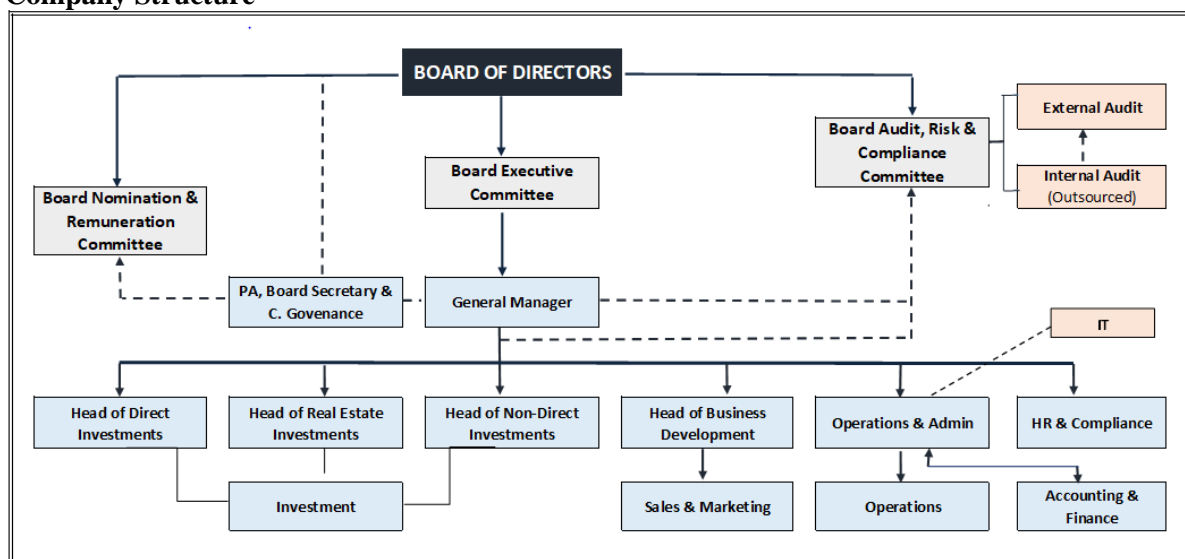 Company Structure
BOARD OF DIRECTORS
External Audit
Board Audit, Risk &
Compliance
Committee
Board Executive
Committee
Internal Audit
(Outsourced)
Board Nomination &
Remuneration
Committee
PA, Board Secretary &
C. Govenance
General Manager
IT
Head of Direct
Investments
Head of Real Estate
Investments
Head of Non-Direct
Investments
Head of Business
Development
Operations & Admin
HR & Compliance
Investment
Sales & Marketing
Operations
Accounting &
Finance